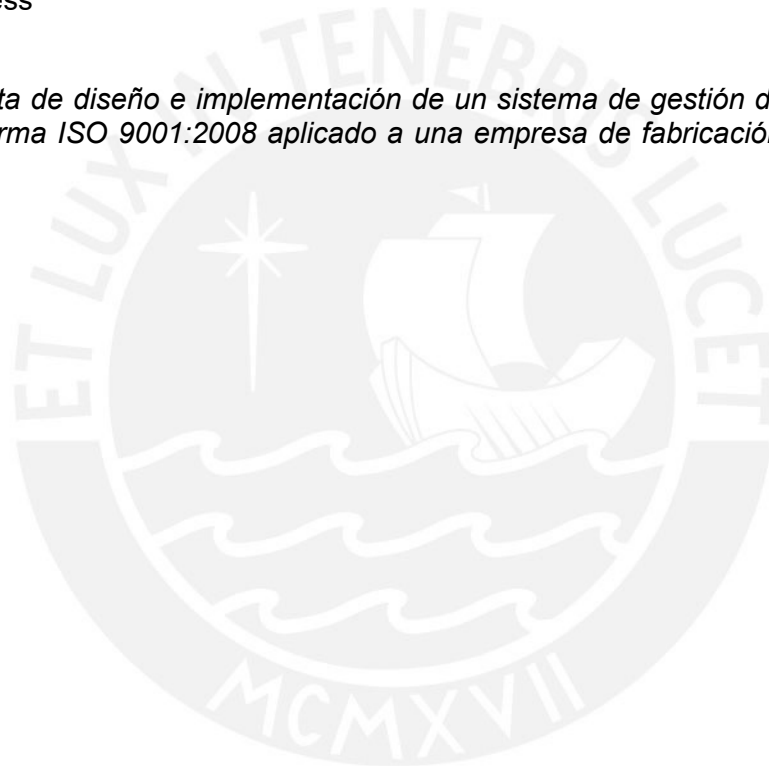 ess
ta de diseño e implementación de un sistema de gestión d
rma ISO 9001:2008 aplicado a una empresa de fabricación
ET LUX IN TENEBRIS LUCET
MCMXVII